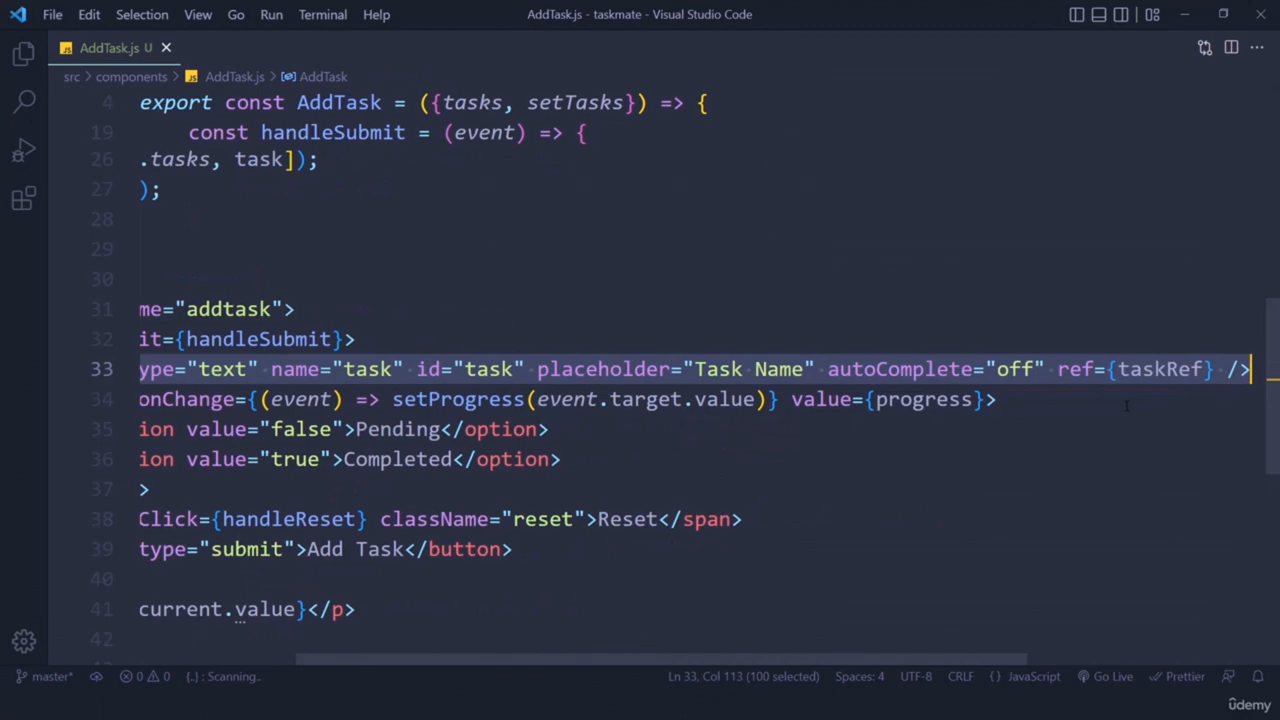 File Edit Selection View Go Run Terminal Help AddTask.js - taskmate - Visual Studio Code
JS AddTask.js U
src > components > JS AddTask.js > AddTask
4 export const AddTask = ({tasks, setTasks}) => {
19 const handleSubmit = (event) => {
26 .tasks, task]);
27 );
28
29
30
31 me="addtask">
32 it={handleSubmit}>
33 ype="text" name="task" id="task" placeholder="Task Name" autoComplete="off" ref={taskRef} />
34 onChange={(event) => setProgress(event.target.value)} value={progress}>
35 ion value="false">Pending</option>
36 ion value="true">Completed</option>
37 >
38 Click={handleReset} className="reset">Reset</span>
39 type="submit">Add Task</button>
40
41 current.value}</p>
42
master* 0 0 {..} : Scanning.. Ln 33, Col 113 (100 selected) Spaces: 4 UTF-8 CRLF {} JavaScript Go Live Prettier
ûdemy